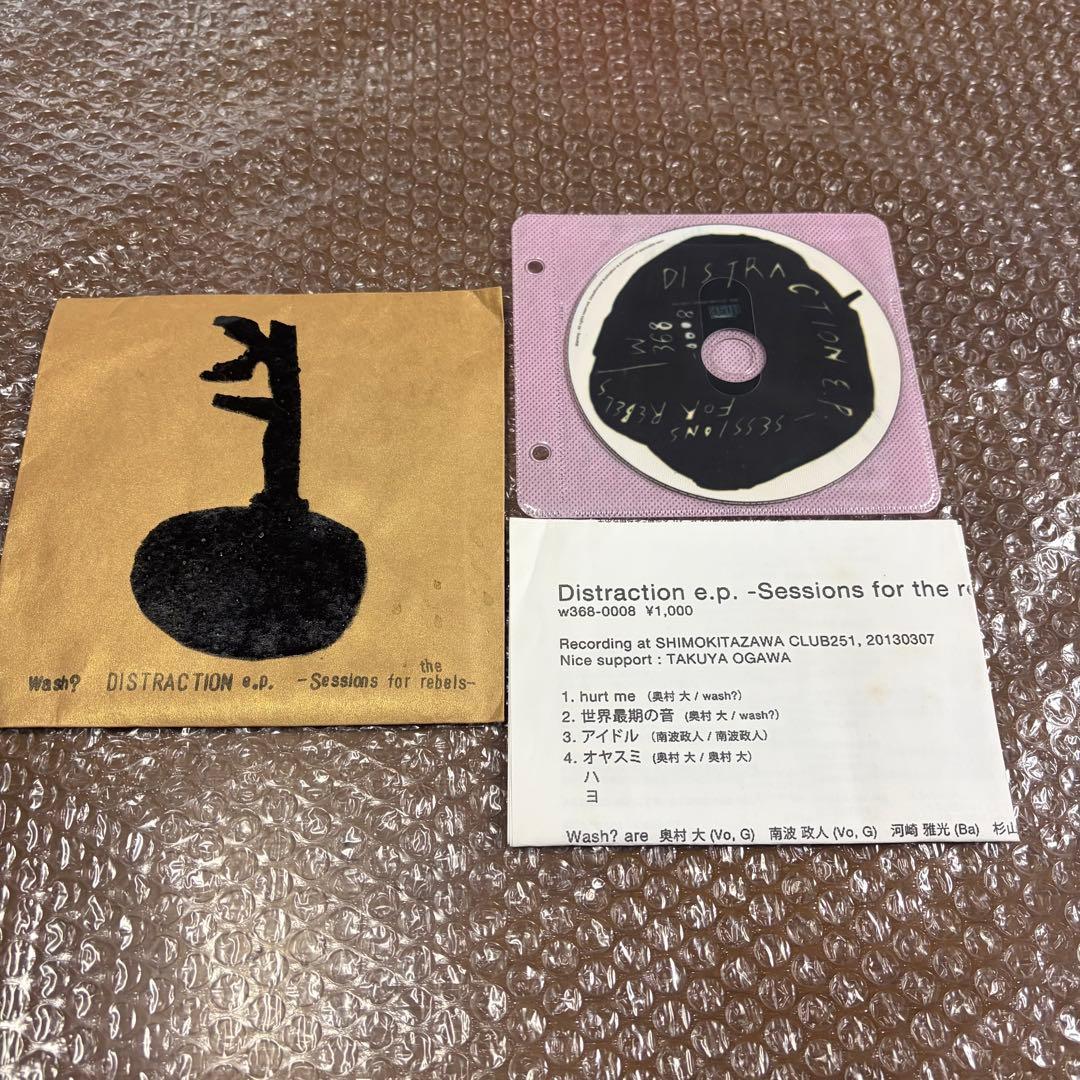 the
Wash? DISTRACTION e.p. -Sessions for rebels-
DISTRACTION E.P.
-SESSIONS
FOR REBELS
W368
-0008
Distraction e.p. -Sessions for the re
w368-0008 ¥1,000
Recording at SHIMOKITAZAWA CLUB251, 20130307
Nice support : TAKUYA OGAWA
1. hurt me （奥村 大 / wash?）
2. 世界最期の音 （奥村 大 / wash?）
3. アイドル （南波政人 / 南波政人）
4. オヤスミ （奥村 大 / 奥村 大）
ハ
ヨ
Wash? are 奥村 大 (Vo, G) 南波 政人 (Vo, G) 河崎 雅光 (Ba) 杉山